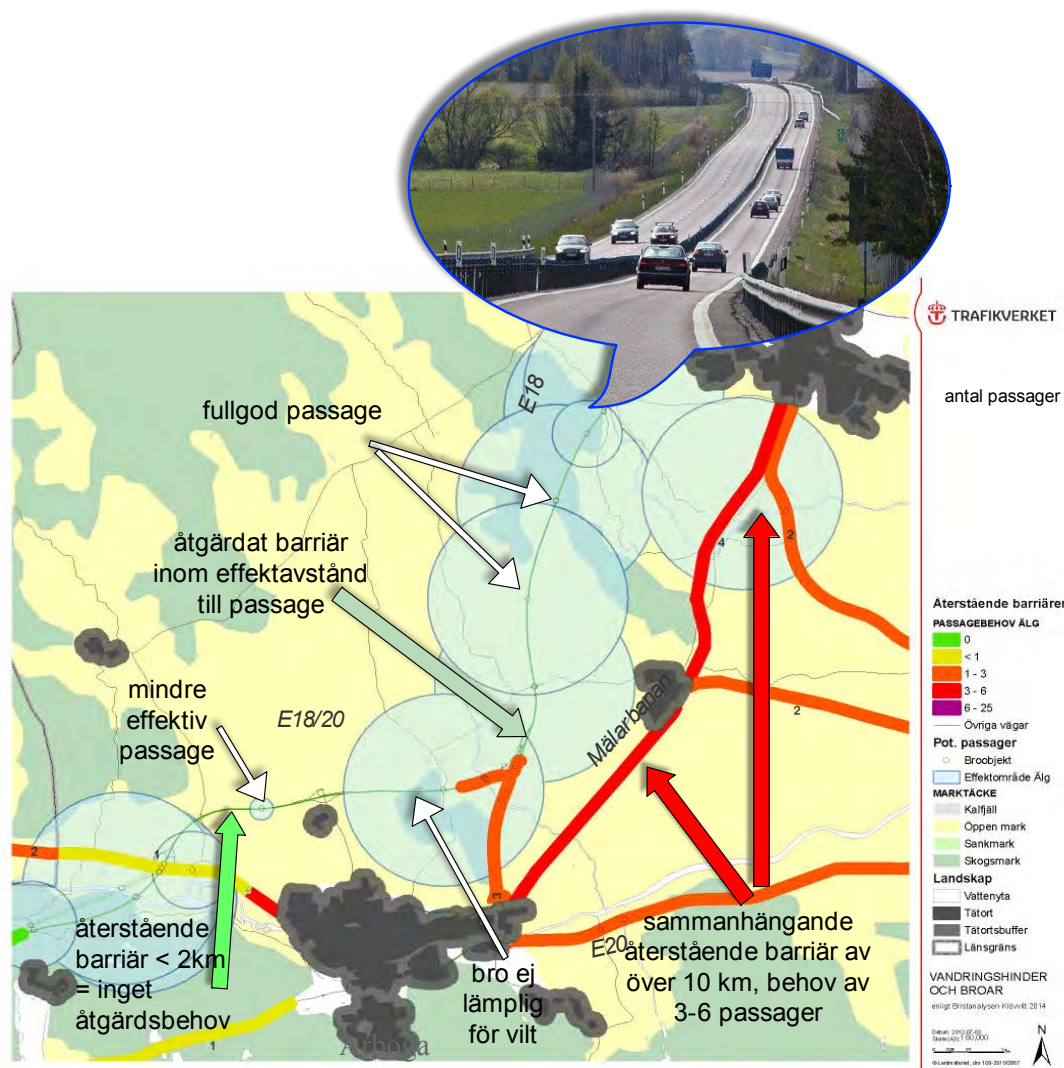 TRAFIKVERKET
antal passager
E18
fullgod passage
åtgärdat barriär
inom effektavstånd
till passage
mindre
effektiv
passage
E18/20
Mälarbanan
4
2
2
2
1
3
återstående
barriär < 2km
= inget
åtgärdsbehov
1
Arboga
bro ej
lämplig
för vilt
E20
sammanhängande
återstående barriär av
över 10 km, behov av
3-6 passager
Återstående barriärer
PASSAGEBEHOV ÄLG
0
< 1
1 - 3
3 - 6
6 - 25
Övriga vägar
Pot. passager
Broobjekt
Effektområde Älg
MARKTÄCKE
Kalfjäll
Öppen mark
Sankmark
Skogsmark
Landskap
Vattenyta
Tätort
Tätortsbuffer
Länsgräns
VANDRINGSHINDER
OCH BROAR
enligt Bristanalysen Klövvilt 2014
N